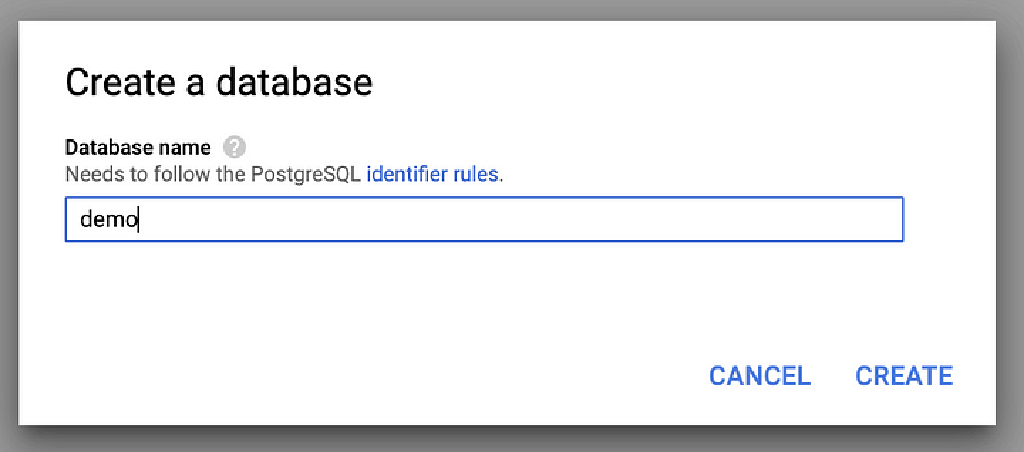 Create a database
Database name ?
Needs to follow the PostgreSQL identifier rules.
demo
CANCEL CREATE